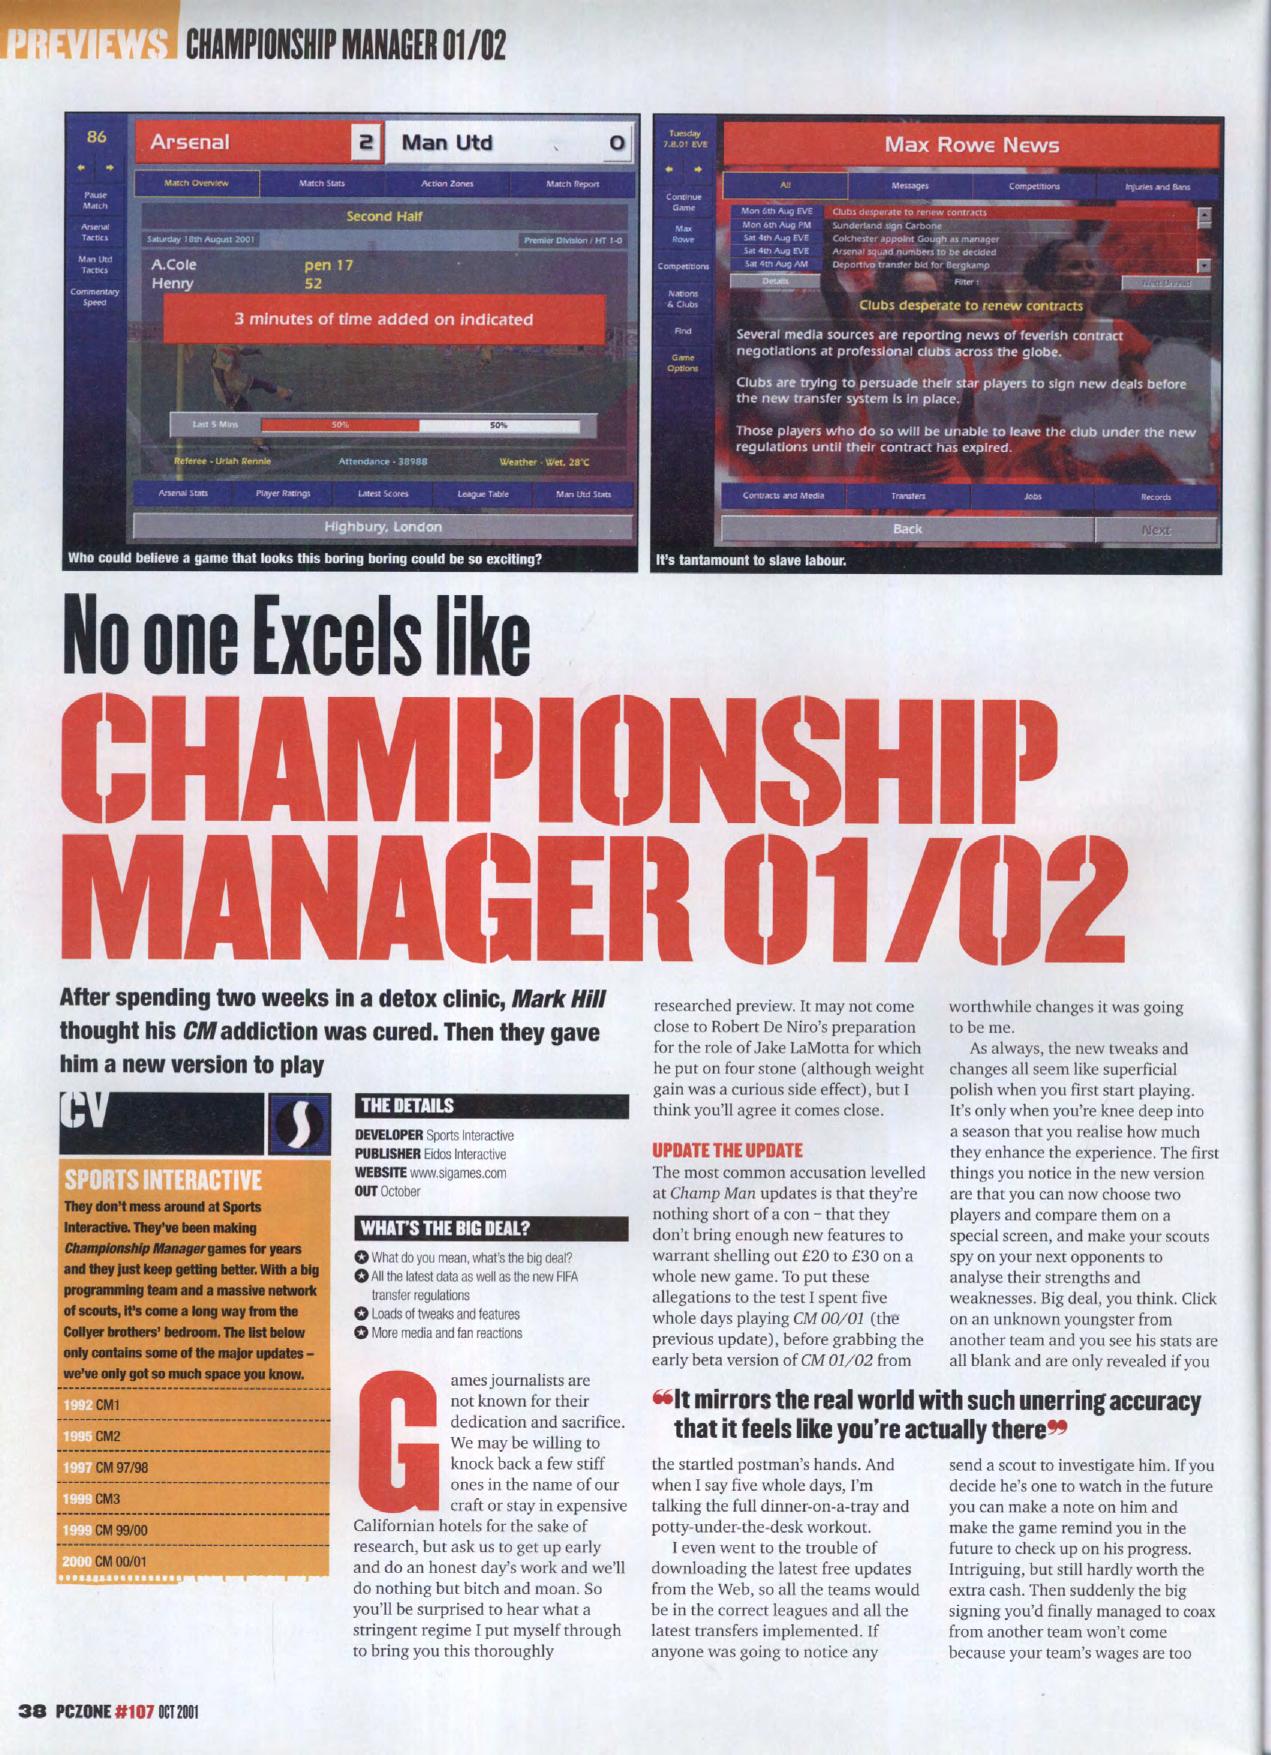 PREVIEWS CHAMPIONSHIP MANAGER 01/02
86
Pause
Match
Arsenal
Tactics
Man Utd
Tactics
Commentary
Speed
Arsenal 2 Man Utd 0
Match Overview Match Stats Action Zones Match Report
Second Half
Saturday 18th August 2001 Premier Division / HT 1-0
A.Cole pen 17
Henry 52
3 minutes of time added on indicated
Last 5 Mins 50% 50%
Referee - Uriah Rennie Attendance - 38988 Weather - Wet, 28°C
Arsenal Stats Player Ratings Latest Scores League Table Man Utd Stats
Highbury, London
Who could believe a game that looks this boring boring could be so exciting?
Tuesday
7.8.01 EVE
Continue
Game
Max
Rowe
Competitions
Nations
& Clubs
Find
Game
Options
Max Rowe News
All Messages Competitions Injuries and Bans
Mon 6th Aug EVE Clubs desperate to renew contracts
Mon 6th Aug PM Sunderland sign Carbone
Sat 4th Aug EVE Colchester appoint Gough as manager
Sat 4th Aug EVE Arsenal squad numbers to be decided
Sat 4th Aug AM Deportivo transfer bid for Bergkamp
Details Filter :
Clubs desperate to renew contracts
Several media sources are reporting news of feverish contract
negotiations at professional clubs across the globe.
Clubs are trying to persuade their star players to sign new deals before
the new transfer system is in place.
Those players who do so will be unable to leave the club under the new
regulations until their contract has expired.
Contracts and Media Transfers Jobs Records
Back Next
It's tantamount to slave labour.
No one Excels like
CHAMPIONSHIP
MANAGER 01/02
After spending two weeks in a detox clinic, Mark Hill
thought his CM addiction was cured. Then they gave
him a new version to play
CV
SPORTS INTERACTIVE
They don't mess around at Sports
Interactive. They've been making
Championship Manager games for years
and they just keep getting better. With a big
programming team and a massive network
of scouts, it's come a long way from the
Collyer brothers' bedroom. The list below
only contains some of the major updates –
we've only got so much space you know.
1992 CM1
1995 CM2
1997 CM 97/98
1999 CM3
1999 CM 99/00
2000 CM 00/01
THE DETAILS
DEVELOPER Sports Interactive
PUBLISHER Eidos Interactive
WEBSITE www.sigames.com
OUT October
WHAT'S THE BIG DEAL?
What do you mean, what's the big deal?
All the latest data as well as the new FIFA
transfer regulations
Loads of tweaks and features
More media and fan reactions
Games journalists are
not known for their
dedication and sacrifice.
We may be willing to
knock back a few stiff
ones in the name of our
craft or stay in expensive
Californian hotels for the sake of
research, but ask us to get up early
and do an honest day's work and we'll
do nothing but bitch and moan. So
you'll be surprised to hear what a
stringent regime I put myself through
to bring you this thoroughly
researched preview. It may not come
close to Robert De Niro's preparation
for the role of Jake LaMotta for which
he put on four stone (although weight
gain was a curious side effect), but I
think you'll agree it comes close.
UPDATE THE UPDATE
The most common accusation levelled
at Champ Man updates is that they're
nothing short of a con – that they
don't bring enough new features to
warrant shelling out £20 to £30 on a
whole new game. To put these
allegations to the test I spent five
whole days playing CM 00/01 (the
previous update), before grabbing the
early beta version of CM 01/02 from
the startled postman's hands. And
when I say five whole days, I'm
talking the full dinner-on-a-tray and
potty-under-the-desk workout.
I even went to the trouble of
downloading the latest free updates
from the Web, so all the teams would
be in the correct leagues and all the
latest transfers implemented. If
anyone was going to notice any
worthwhile changes it was going
to be me.
As always, the new tweaks and
changes all seem like superficial
polish when you first start playing.
It's only when you're knee deep into
a season that you realise how much
they enhance the experience. The first
things you notice in the new version
are that you can now choose two
players and compare them on a
special screen, and make your scouts
spy on your next opponents to
analyse their strengths and
weaknesses. Big deal, you think. Click
on an unknown youngster from
another team and you see his stats are
all blank and are only revealed if you
send a scout to investigate him. If you
decide he's one to watch in the future
you can make a note on him and
make the game remind you in the
future to check up on his progress.
Intriguing, but still hardly worth the
extra cash. Then suddenly the big
signing you'd finally managed to coax
from another team won't come
because your team's wages are too
“It mirrors the real world with such unerring accuracy
that it feels like you're actually there”
38 PCZONE #107 OCT 2001